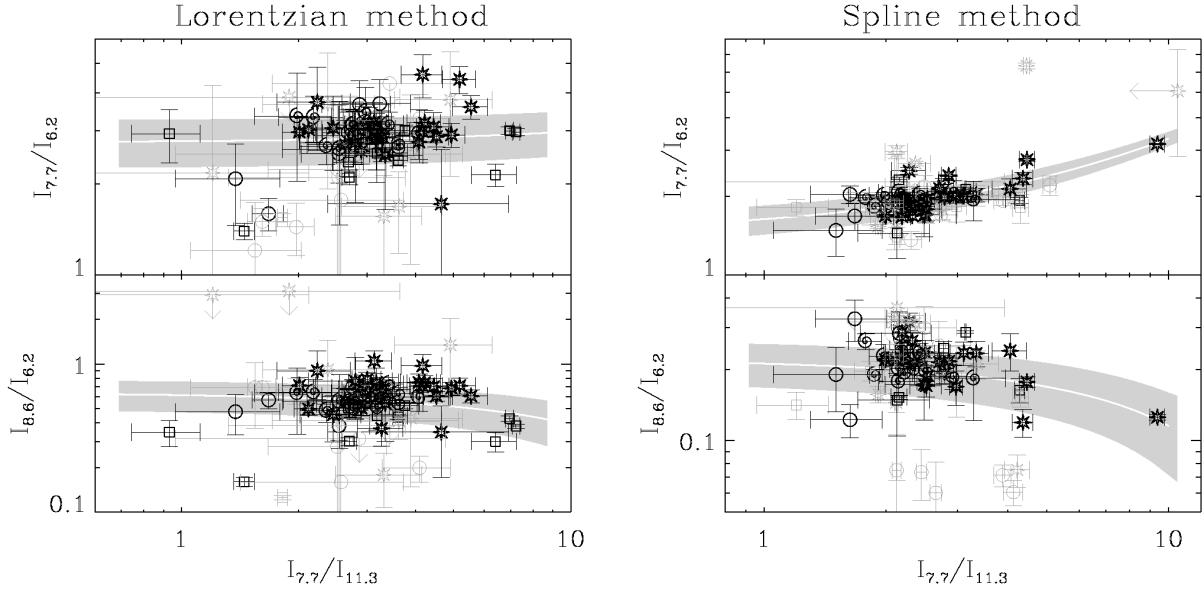 Lorentzian method
Spline method
I7.7/I6.2
1
I7.7/I6.2
1
I8.6/I6.2
1
0.1
I8.6/I6.2
0.1
1
10
1
10
I7.7/I11.3
I7.7/I11.3